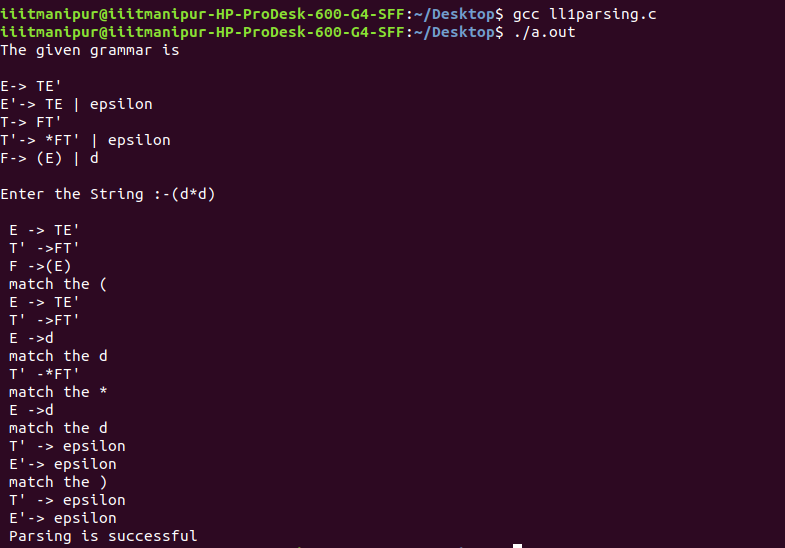 iiitmanipur@iiitmanipur-HP-ProDesk-600-G4-SFF:~/Desktop$ gcc ll1parsing.c
iiitmanipur@iiitmanipur-HP-ProDesk-600-G4-SFF:~/Desktop$ ./a.out
The given grammar is
E-> TE'
E'-> TE | epsilon
T-> FT'
T'-> *FT' | epsilon
F-> (E) | d
Enter the String :-(d*d)
E -> TE'
T' ->FT'
F ->(E)
match the (
E -> TE'
T' ->FT'
E ->d
match the d
T' -*FT'
match the *
E ->d
match the d
T' -> epsilon
E'-> epsilon
match the )
T' -> epsilon
E'-> epsilon
Parsing is successful